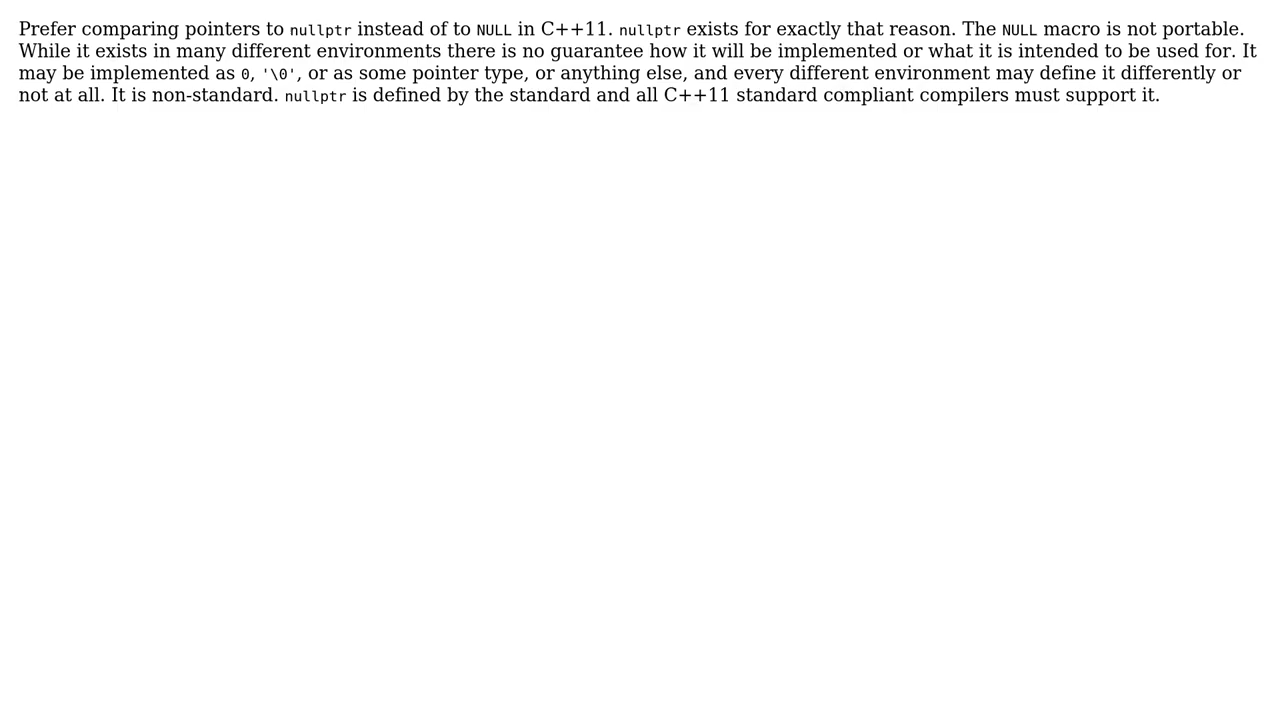 Prefer comparing pointers to nullptr instead of to NULL in C++11. nullptr exists for exactly that reason. The NULL macro is not portable.
While it exists in many different environments there is no guarantee how it will be implemented or what it is intended to be used for. It
may be implemented as 0, '\0', or as some pointer type, or anything else, and every different environment may define it differently or
not at all. It is non-standard. nullptr is defined by the standard and all C++11 standard compliant compilers must support it.